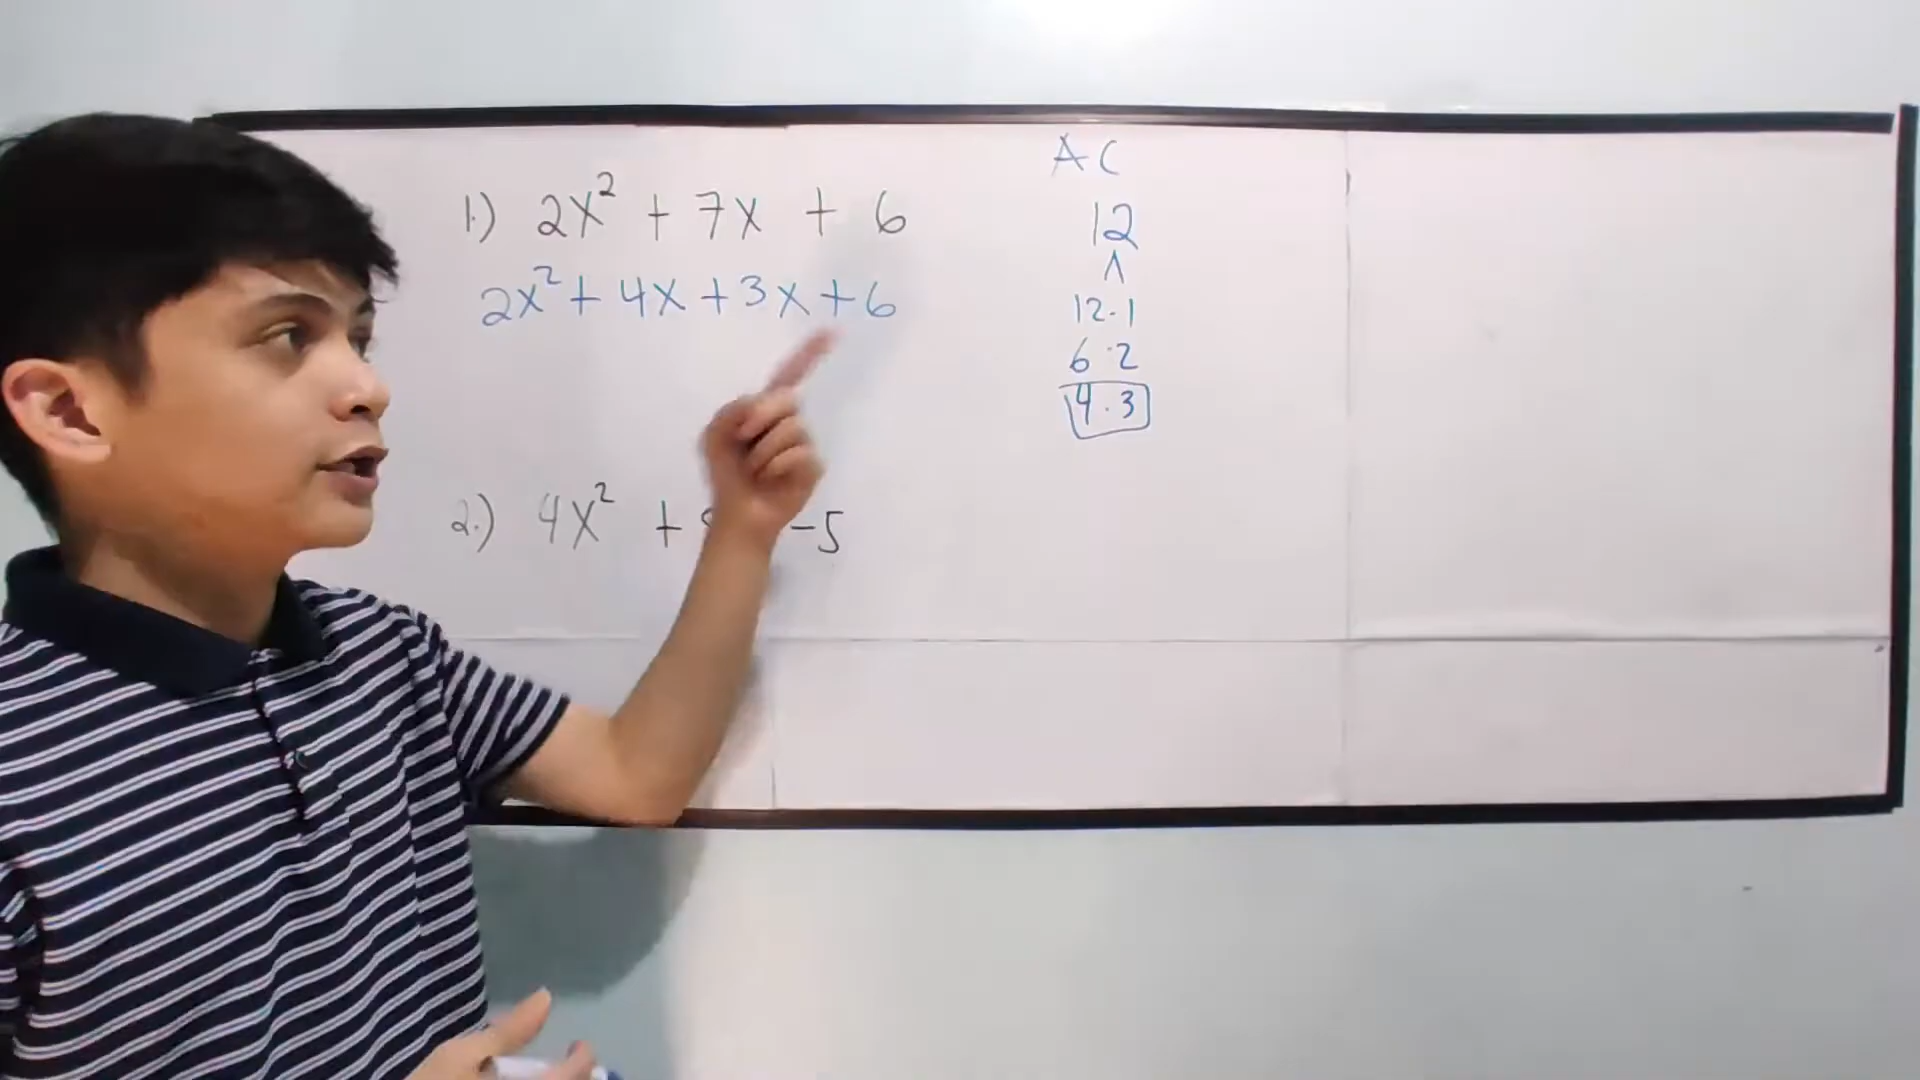 1.) 2x² + 7x + 6
2x² + 4x + 3x + 6
2.) 4x² + -5
AC
12
∧
12·1
6·2
4·3